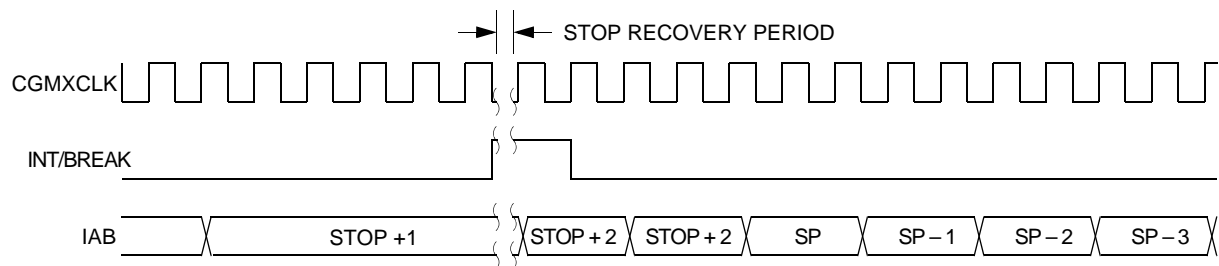 STOP RECOVERY PERIOD
CGMXCLK
INT/BREAK
IAB STOP +1 STOP + 2 STOP + 2 SP SP – 1 SP – 2 SP – 3